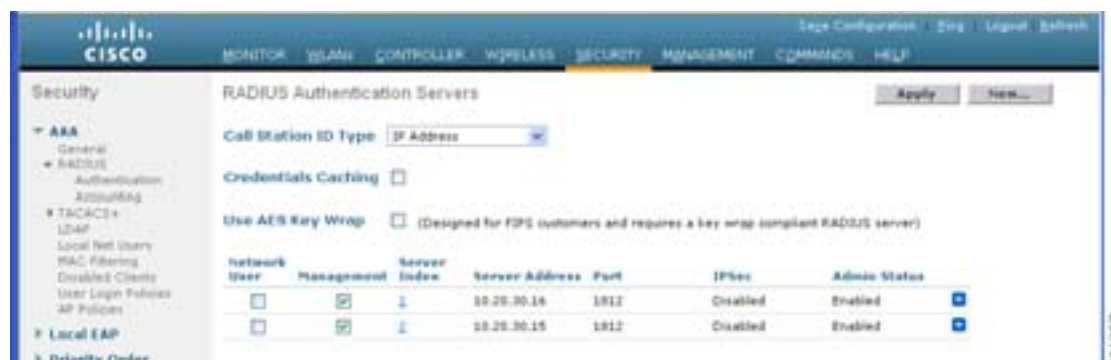 Save Configuration Ping Logout Refresh
CISCO
MONITOR WLANs CONTROLLER WIRELESS SECURITY MANAGEMENT COMMANDS HELP
Security
AAA
General
RADIUS
Authentication
Accounting
TACACS+
LDAP
Local Net Users
MAC Filtering
Disabled Clients
User Login Policies
AP Policies
Local EAP
Priority Order
RADIUS Authentication Servers
Apply New...
Call Station ID Type IP Address
Credentials Caching
Use AES Key Wrap (Designed for FIPS customers and requires a key wrap compliant RADIUS server)
Network User Management Server Index Server Address Port IPSec Admin Status
1 10.20.30.16 1812 Disabled Enabled
2 10.20.30.15 1812 Disabled Enabled